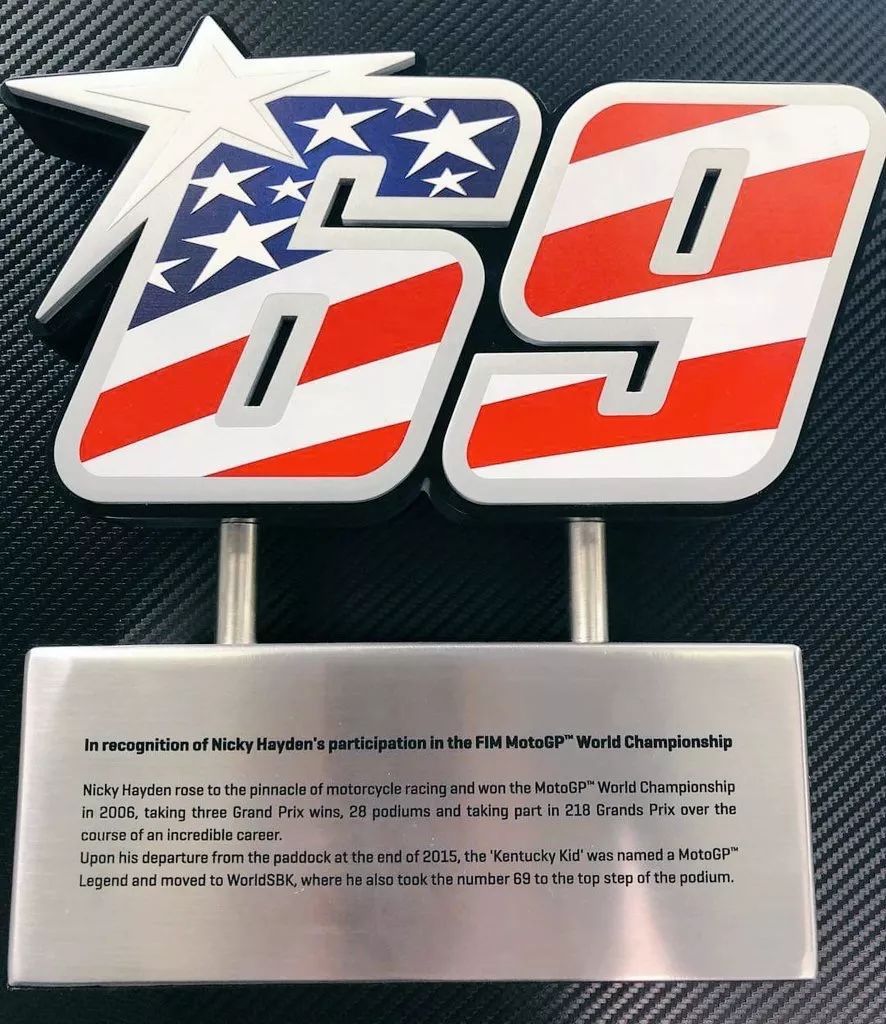 69
In recognition of Nicky Hayden's participation in the FIM MotoGP™ World Championship
Nicky Hayden rose to the pinnacle of motorcycle racing and won the MotoGP™ World Championship
in 2006, taking three Grand Prix wins, 28 podiums and taking part in 218 Grands Prix over the
course of an incredible career.
Upon his departure from the paddock at the end of 2015, the 'Kentucky Kid' was named a MotoGP™
Legend and moved to WorldSBK, where he also took the number 69 to the top step of the podium.